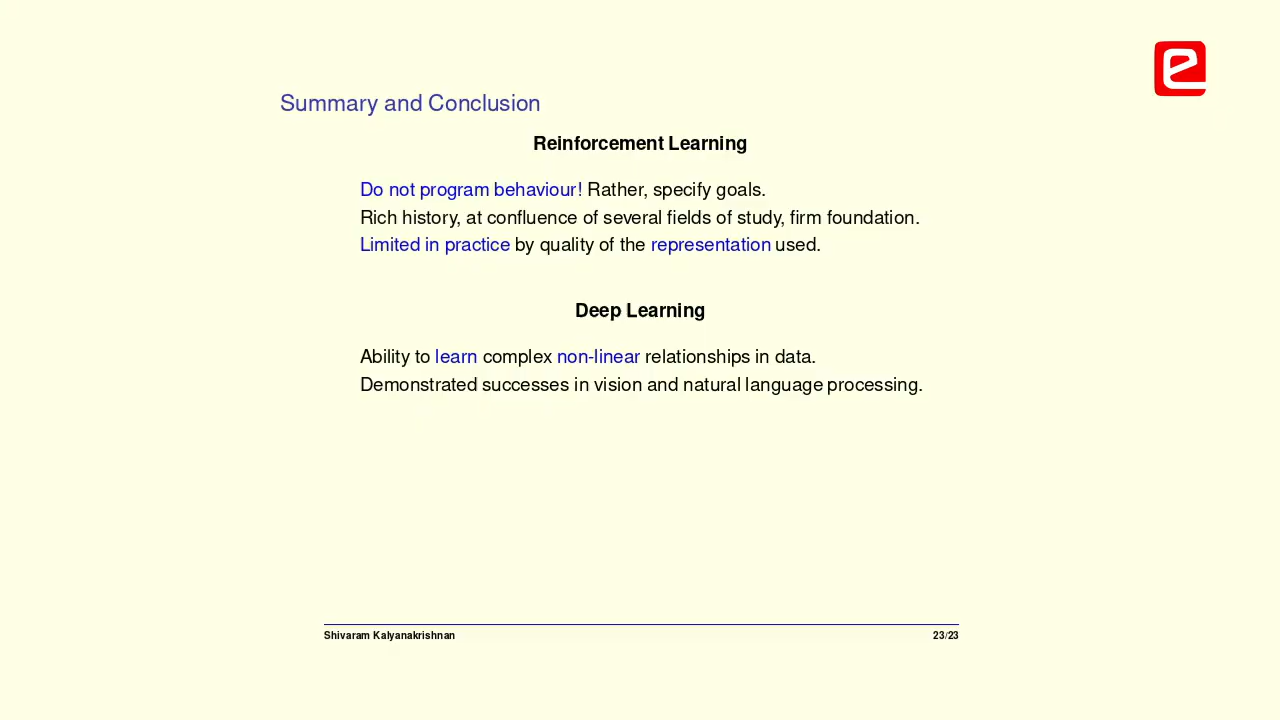 Summary and Conclusion
Reinforcement Learning
Do not program behaviour! Rather, specify goals.
Rich history, at confluence of several fields of study, firm foundation.
Limited in practice by quality of the representation used.
Deep Learning
Ability to learn complex non-linear relationships in data.
Demonstrated successes in vision and natural language processing.
Shivaram Kalyanakrishnan 23/23